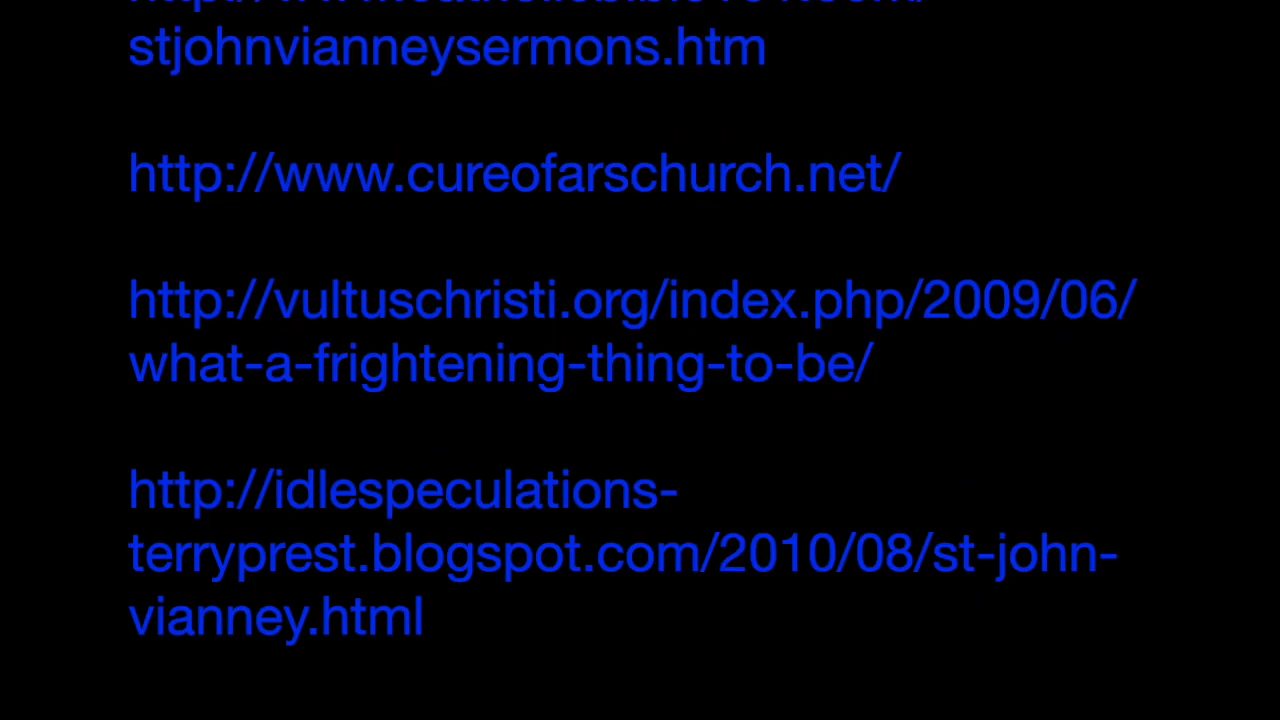 stjohnvianneysermons.htm
http://www.cureofarschurch.net/
http://vultuschristi.org/index.php/2009/06/
what-a-frightening-thing-to-be/
http://idlespeculations-
terryprest.blogspot.com/2010/08/st-john-
vianney.html